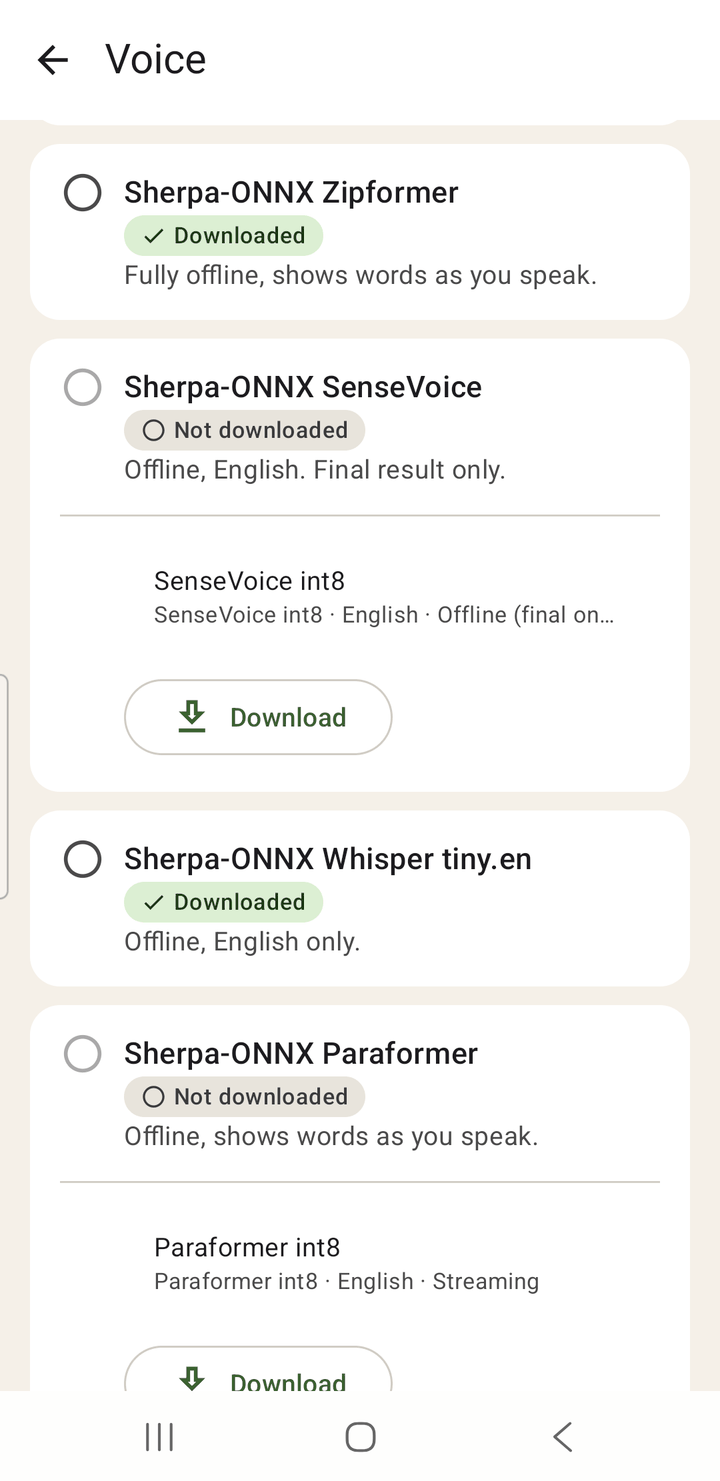 Voice
Sherpa-ONNX Zipformer
Downloaded
Fully offline, shows words as you speak.
Sherpa-ONNX SenseVoice
Not downloaded
Offline, English. Final result only.
SenseVoice int8
SenseVoice int8 · English · Offline (final on…
Download
Sherpa-ONNX Whisper tiny.en
Downloaded
Offline, English only.
Sherpa-ONNX Paraformer
Not downloaded
Offline, shows words as you speak.
Paraformer int8
Paraformer int8 · English · Streaming
Download